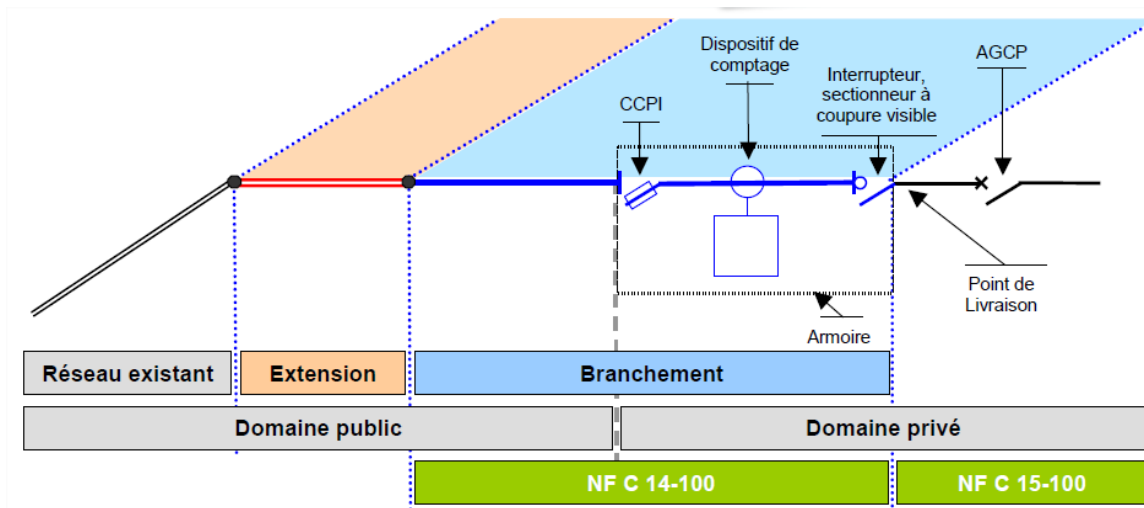 Dispositif de
comptage
AGCP
Interrupteur,
sectionneur à
coupure visible
CCPI
Point de
Livraison
Armoire
Réseau existant
Extension
Branchement
Domaine public
Domaine privé
NF C 14-100
NF C 15-100